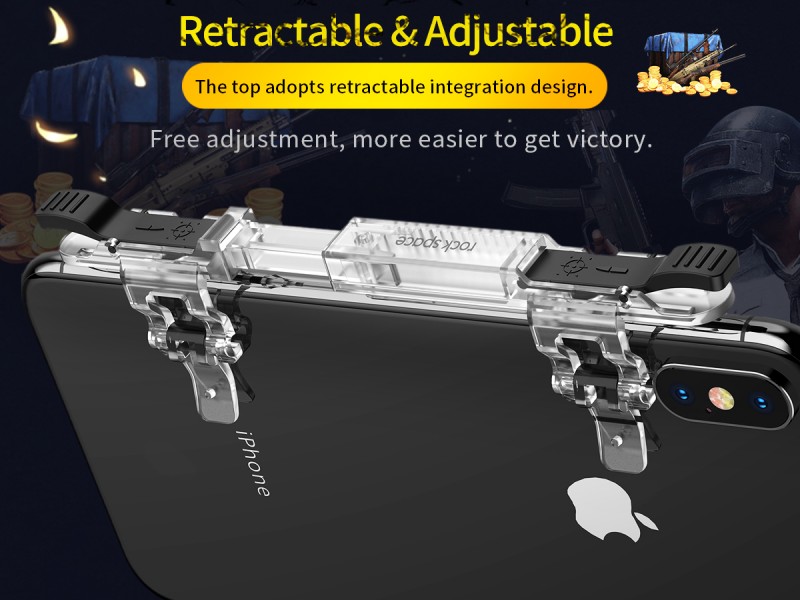 Retractable & Adjustable
The top adopts retractable integration design.
Free adjustment, more easier to get victory.
rock space
iPhone